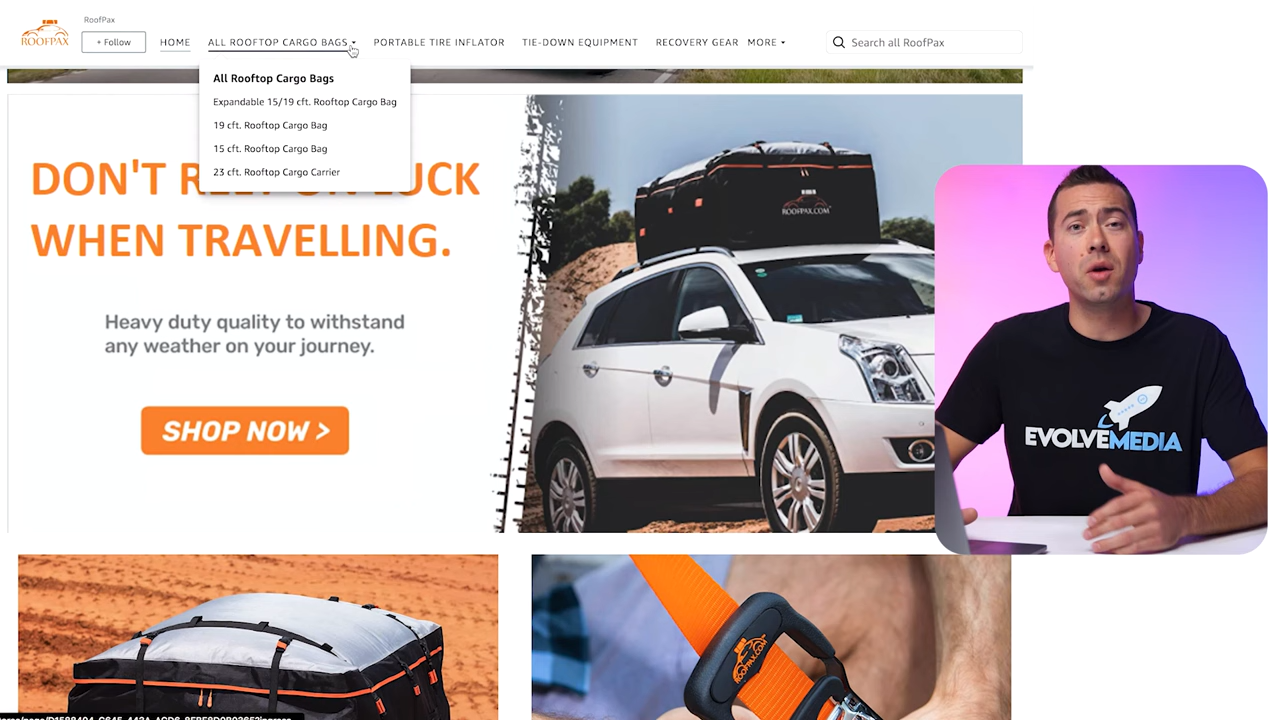 RoofPax
ROOFPAX
+ Follow
HOME
ALL ROOFTOP CARGO BAGS
PORTABLE TIRE INFLATOR
TIE-DOWN EQUIPMENT
RECOVERY GEAR
MORE
Search all RoofPax
All Rooftop Cargo Bags
Expandable 15/19 cft. Rooftop Cargo Bag
19 cft. Rooftop Cargo Bag
15 cft. Rooftop Cargo Bag
23 cft. Rooftop Cargo Carrier
DON'T
WHEN TRAVELLING.
Heavy duty quality to withstand
any weather on your journey.
SHOP NOW >
ROOFPAX.COM
EVOLVEMEDIA
ROOFPAX.COM